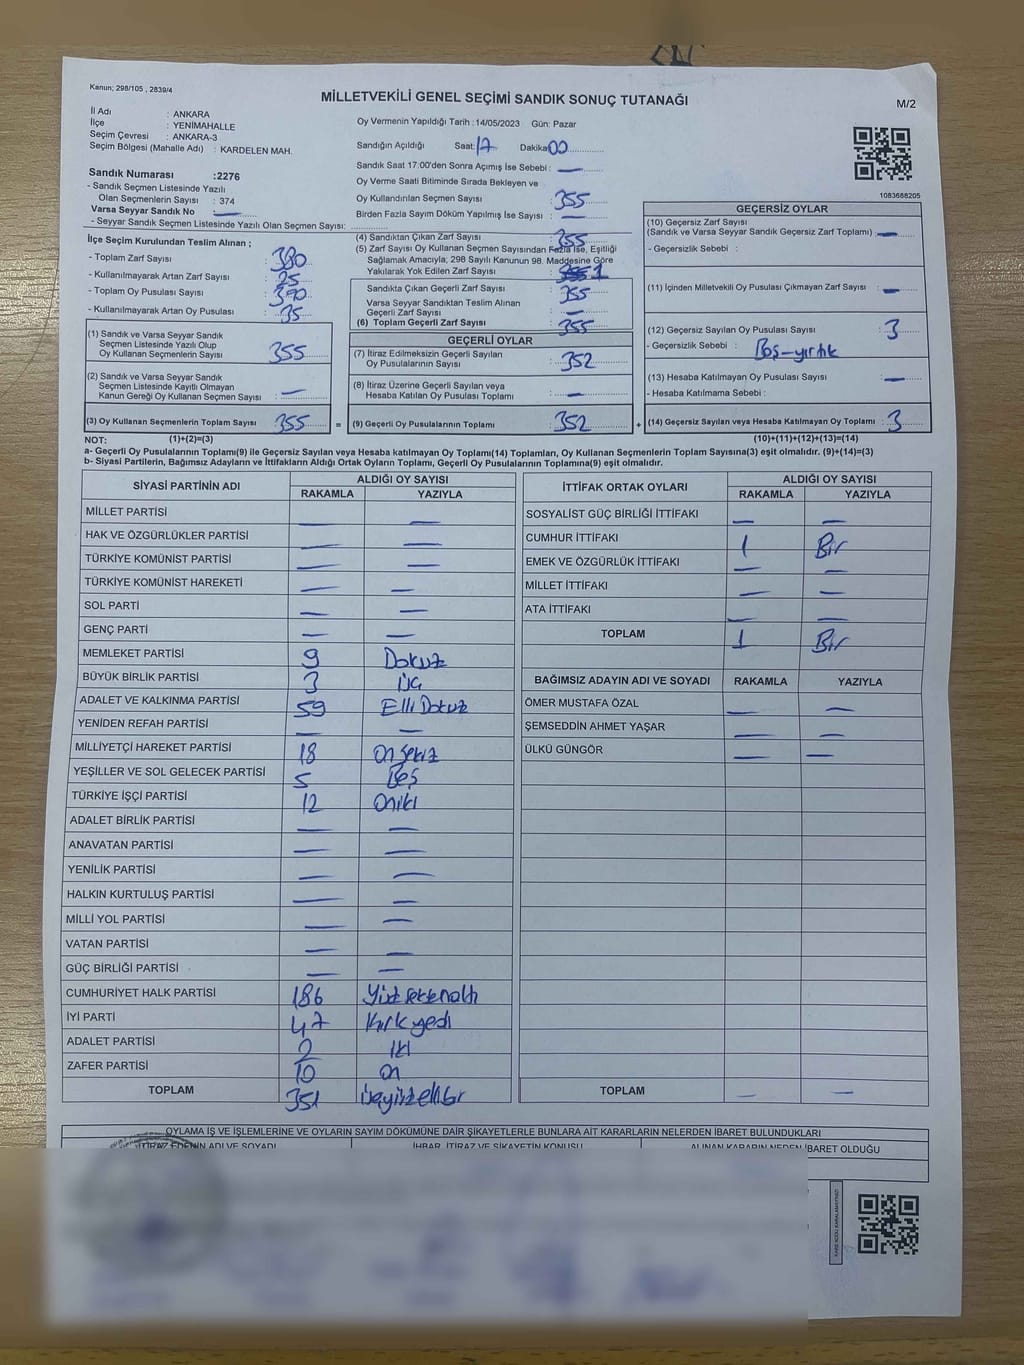 Kanun; 298/105 , 2839/4
MİLLETVEKİLİ GENEL SEÇİMİ SANDIK SONUÇ TUTANAĞI
M/2
İl Adı : ANKARA
İlçe : YENİMAHALLE
Seçim Çevresi : ANKARA-3
Seçim Bölgesi (Mahalle Adı) : KARDELEN MAH.
Oy Vermenin Yapıldığı Tarih : 14/05/2023 Gün: Pazar
Sandığın Açıldığı Saat: 17 Dakika 00
Sandık Saat 17:00'den Sonra Açımış İse Sebebi : —
Oy Verme Saati Bitiminde Sırada Bekleyen ve
Oy Kullandırılan Seçmen Sayısı : 355
Birden Fazla Sayım Döküm Yapılmış İse Sayısı : —
1083688205
Sandık Numarası :2276
- Sandık Seçmen Listesinde Yazılı
Olan Seçmenlerin Sayısı : 374
Varsa Seyyar Sandık No —
- Seyyar Sandık Seçmen Listesinde Yazılı Olan Seçmen Sayısı:
İlçe Seçim Kurulundan Teslim Alınan ;
- Toplam Zarf Sayısı : 380
- Kullanılmayarak Artan Zarf Sayısı : 25
- Toplam Oy Pusulası Sayısı : 390
- Kullanılmayarak Artan Oy Pusulası : 35
(1) Sandık ve Varsa Seyyar Sandık
Seçmen Listesinde Yazılı Olup
Oy Kullanan Seçmenlerin Sayısı : 355
(2) Sandık ve Varsa Seyyar Sandık
Seçmen Listesinde Kayıtlı Olmayan
Kanun Gereği Oy Kullanan Seçmen Sayısı : —
(3) Oy Kullanan Seçmenlerin Toplam Sayısı : 355
(4) Sandıktan Çıkan Zarf Sayısı : 355
(5) Zarf Sayısı Oy Kullanan Seçmen Sayısından Fazla İse, Eşitliği
Sağlamak Amacıyla, 298 Sayılı Kanunun 98. Maddesine Göre
Yakılarak Yok Edilen Zarf Sayısı :
Sandıkta Çıkan Geçerli Zarf Sayısı : 355
Varsa Seyyar Sandıktan Teslim Alınan
Geçerli Zarf Sayısı : —
(6) Toplam Geçerli Zarf Sayısı : 355
GEÇERLİ OYLAR
(7) İtiraz Edilmeksizin Geçerli Sayılan
Oy Pusulalarının Sayısı : 352
(8) İtiraz Üzerine Geçerli Sayılan veya
Hesaba Katılan Oy Pusulası Toplamı : —
= (9) Geçerli Oy Pusulalarının Toplamı : 352 +
GEÇERSİZ OYLAR
(10) Geçersiz Zarf Sayısı
(Sandık ve Varsa Seyyar Sandık Geçersiz Zarf Toplamı) : —
- Geçersizlik Sebebi :
(11) İçinden Milletvekili Oy Pusulası Çıkmayan Zarf Sayısı : —
(12) Geçersiz Sayılan Oy Pusulası Sayısı : 3
- Geçersizlik Sebebi : Boş-yırtık
(13) Hesaba Katılmayan Oy Pusulası Sayısı : —
- Hesaba Katılmama Sebebi :
(14) Geçersiz Sayılan veya Hesaba Katılmayan Oy Toplamı : 3
NOT: (1)+(2)=(3) (10)+(11)+(12)+(13)=(14)
a- Geçerli Oy Pusulalarının Toplamı(9) ile Geçersiz Sayılan veya Hesaba katılmayan Oy Toplamı(14) Toplamları, Oy Kullanan Seçmenlerin Toplam Sayısına(3) eşit olmalıdır. (9)+(14)=(3)
b- Siyasi Partilerin, Bağımsız Adayların ve İttifakların Aldığı Ortak Oyların Toplamı, Geçerli Oy Pusulalarının Toplamına(9) eşit olmalıdır.
SİYASİ PARTİNİN ADI ALDIĞI OY SAYISI
RAKAMLA YAZIYLA
MİLLET PARTİSİ — —
HAK VE ÖZGÜRLÜKLER PARTİSİ — —
TÜRKİYE KOMÜNİST PARTİSİ — —
TÜRKİYE KOMÜNİST HAREKETİ — —
SOL PARTİ — —
GENÇ PARTİ — —
MEMLEKET PARTİSİ 9 Dokuz
BÜYÜK BİRLİK PARTİSİ 3 Üç
ADALET VE KALKINMA PARTİSİ 59 Elli Dokuz
YENİDEN REFAH PARTİSİ — —
MİLLİYETÇİ HAREKET PARTİSİ 18 On sekiz
YEŞİLLER VE SOL GELECEK PARTİSİ 5 Beş
TÜRKİYE İŞÇİ PARTİSİ 12 Oniki
ADALET BİRLİK PARTİSİ — —
ANAVATAN PARTİSİ — —
YENİLİK PARTİSİ — —
HALKIN KURTULUŞ PARTİSİ — —
MİLLİ YOL PARTİSİ — —
VATAN PARTİSİ — —
GÜÇ BİRLİĞİ PARTİSİ — —
CUMHURİYET HALK PARTİSİ 186 Yüz seksenaltı
İYİ PARTİ 47 Kırk yedi
ADALET PARTİSİ 2 İki
ZAFER PARTİSİ 10 On
TOPLAM 351 Üçyüzellibir
İTTİFAK ORTAK OYLARI ALDIĞI OY SAYISI
RAKAMLA YAZIYLA
SOSYALİST GÜÇ BİRLİĞİ İTTİFAKI — —
CUMHUR İTTİFAKI 1 Bir
EMEK VE ÖZGÜRLÜK İTTİFAKI — —
MİLLET İTTİFAKI — —
ATA İTTİFAKI — —
TOPLAM 1 Bir
BAĞIMSIZ ADAYIN ADI VE SOYADI RAKAMLA YAZIYLA
ÖMER MUSTAFA ÖZAL — —
ŞEMSEDDİN AHMET YAŞAR — —
ÜLKÜ GÜNGÖR — —
TOPLAM — —
OYLAMA İŞ VE İŞLEMLERİNE VE OYLARIN SAYIM DÖKÜMÜNE DAİR ŞİKAYETLERLE BUNLARA AİT KARARLARIN NELERDEN İBARET BULUNDUKLARI
İTİRAZ EDENİN ADI VE SOYADI İHBAR, İTİRAZ VE ŞİKAYETİN KONUSU ALINAN KARARIN NEDEN İBARET OLDUĞU